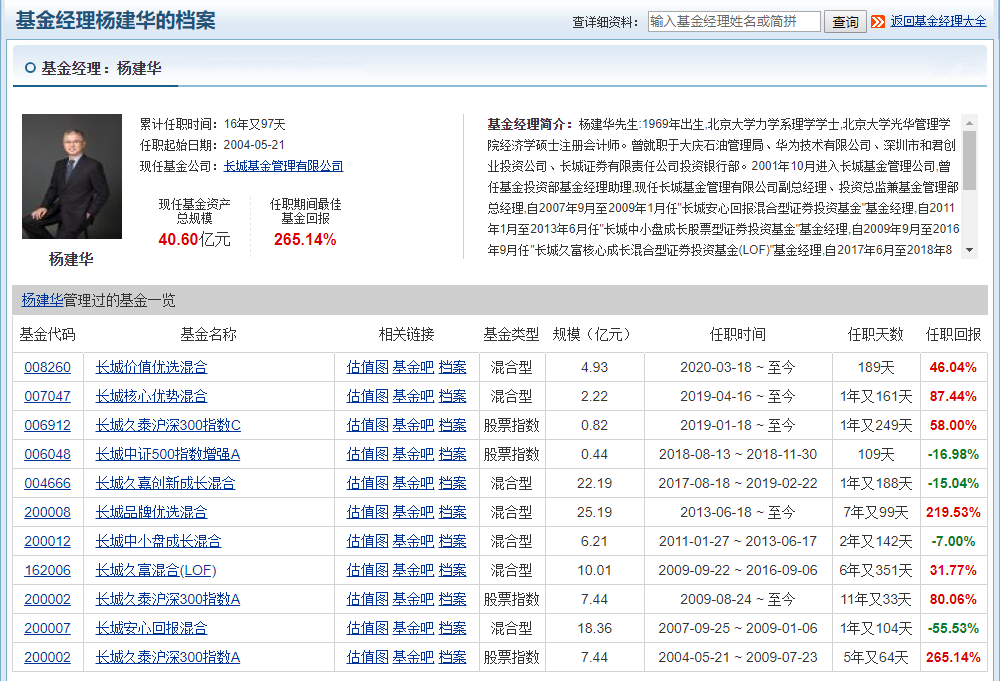 基金经理杨建华的档案
查详细资料： 输入基金经理姓名或简拼 查询 返回基金经理大全
基金经理：杨建华
累计任职时间：16年又97天
任职起始日期：2004-05-21
现任基金公司：长城基金管理有限公司
现任基金资产
总规模
40.60亿元
任职期间最佳
基金回报
265.14%
杨建华
基金经理简介：杨建华先生:1969年出生,北京大学力学系理学学士,北京大学光华管理学
院经济学硕士注册会计师。曾就职于大庆石油管理局、华为技术有限公司、深圳市和君创
业投资公司、长城证券有限责任公司投资银行部。2001年10月进入长城基金管理公司,曾
任基金投资部基金经理助理,现任长城基金管理有限公司副总经理、投资总监兼基金管理部
总经理,自2007年9月至2009年1月任"长城安心回报混合型证券投资基金"基金经理,自2011
年1月至2013年6月任"长城中小盘成长股票型证券投资基金"基金经理,自2009年9月至2016
年9月任"长城久富核心成长混合型证券投资基金(LOF)"基金经理,自2017年6月至2018年8
杨建华管理过的基金一览
基金代码 基金名称 相关链接 基金类型 规模（亿元） 任职时间 任职天数 任职回报
008260 长城价值优选混合 估值图 基金吧 档案 混合型 4.93 2020-03-18 ~ 至今 189天 46.04%
007047 长城核心优势混合 估值图 基金吧 档案 混合型 2.22 2019-04-16 ~ 至今 1年又161天 87.44%
006912 长城久泰沪深300指数C 估值图 基金吧 档案 股票指数 0.82 2019-01-18 ~ 至今 1年又249天 58.00%
006048 长城中证500指数增强A 估值图 基金吧 档案 股票指数 0.44 2018-08-13 ~ 2018-11-30 109天 -16.98%
004666 长城久嘉创新成长混合 估值图 基金吧 档案 混合型 22.19 2017-08-18 ~ 2019-02-22 1年又188天 -15.04%
200008 长城品牌优选混合 估值图 基金吧 档案 混合型 25.19 2013-06-18 ~ 至今 7年又99天 219.53%
200012 长城中小盘成长混合 估值图 基金吧 档案 混合型 6.21 2011-01-27 ~ 2013-06-17 2年又142天 -7.00%
162006 长城久富混合(LOF) 估值图 基金吧 档案 混合型 10.01 2009-09-22 ~ 2016-09-06 6年又351天 31.77%
200002 长城久泰沪深300指数A 估值图 基金吧 档案 股票指数 7.44 2009-08-24 ~ 至今 11年又33天 80.06%
200007 长城安心回报混合 估值图 基金吧 档案 混合型 18.36 2007-09-25 ~ 2009-01-06 1年又104天 -55.53%
200002 长城久泰沪深300指数A 估值图 基金吧 档案 股票指数 7.44 2004-05-21 ~ 2009-07-23 5年又64天 265.14%